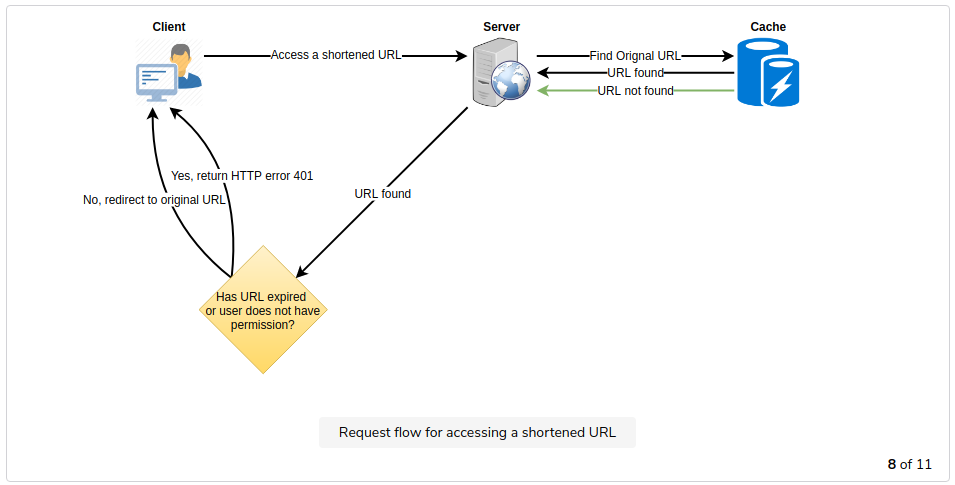 Client
Server
Cache
Access a shortened URL
Find Orignal URL
URL found
URL not found
Yes, return HTTP error 401
No, redirect to original URL
URL found
Has URL expired
or user does not have
permission?
Request flow for accessing a shortened URL
8 of 11